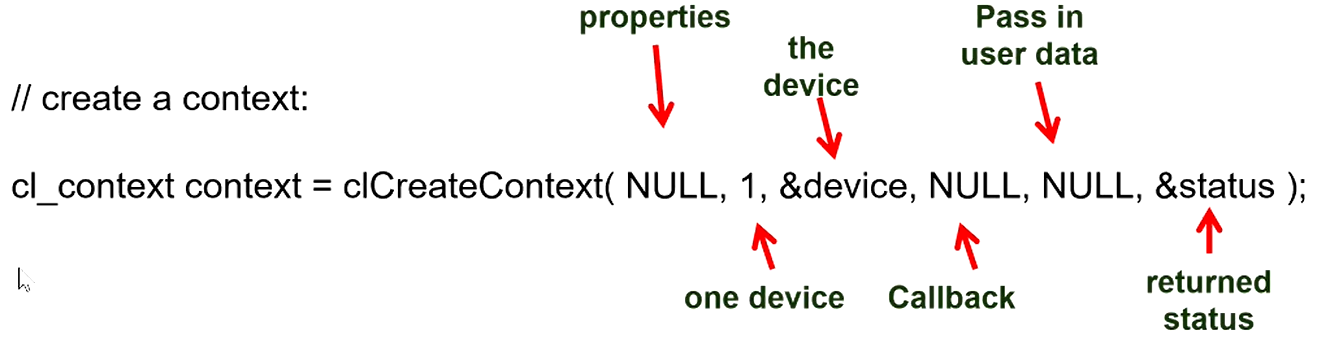 properties
Pass in
user data
the
device
// create a context:
cl_context context = clCreateContext( NULL, 1, &device, NULL, NULL, &status );
one device
Callback
returned
status